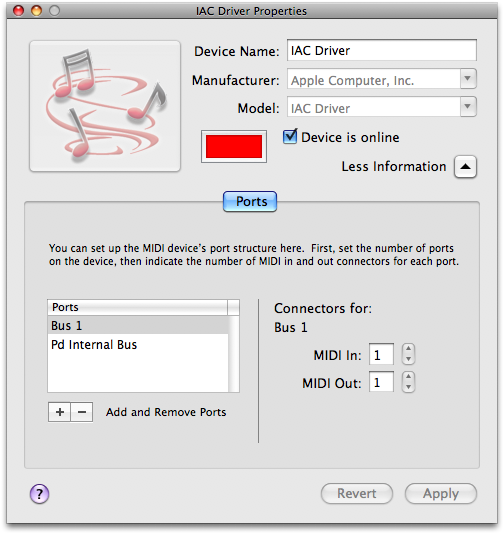 IAC Driver Properties
Device Name: IAC Driver
Manufacturer: Apple Computer, Inc.
Model: IAC Driver
Device is online
Less Information
Ports
You can set up the MIDI device's port structure here. First, set the number of ports
on the device, then indicate the number of MIDI in and out connectors for each port.
Ports
Bus 1
Pd Internal Bus
+ − Add and Remove Ports
Connectors for:
Bus 1
MIDI In: 1
MIDI Out: 1
? Revert Apply